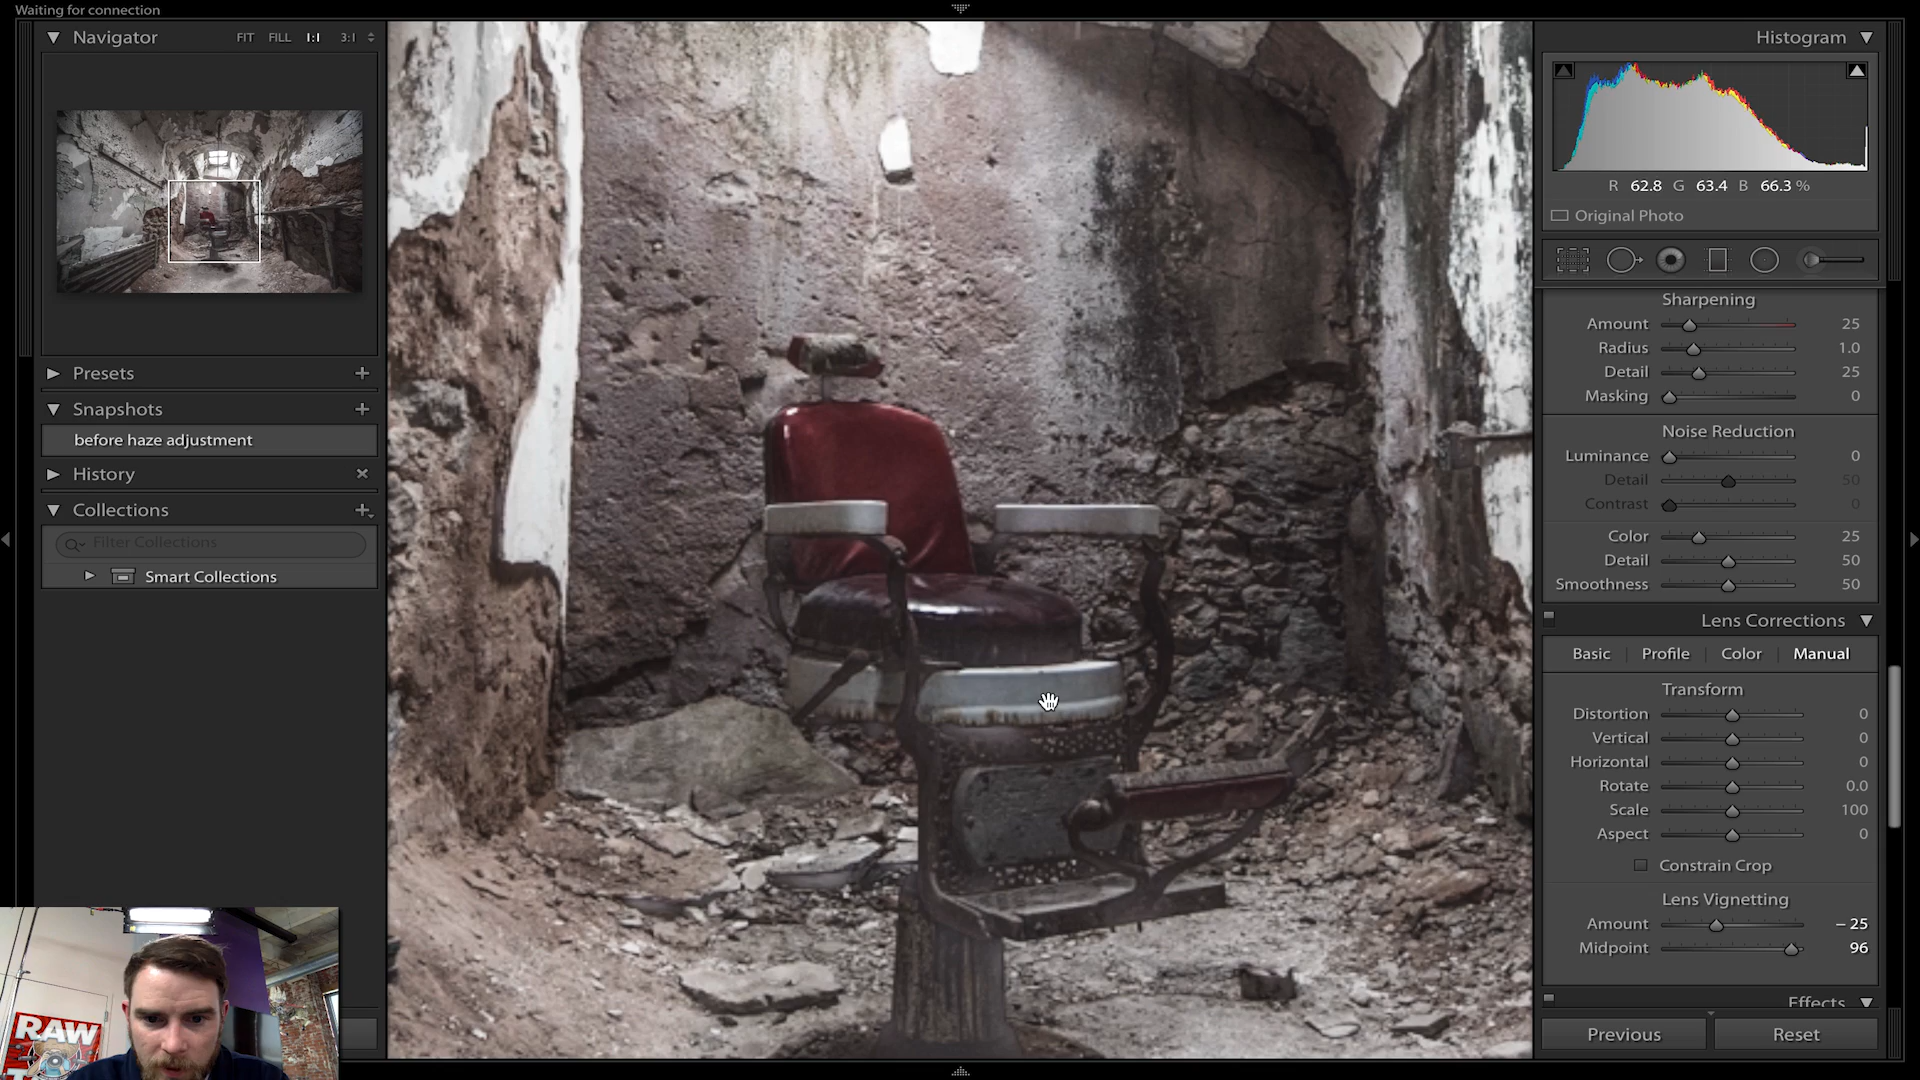 Waiting for connection
Navigator FIT FILL 1:1 3:1
Presets
Snapshots
before haze adjustment
History
Collections
Filter Collections
Smart Collections
RAW
Histogram
R 62.8 G 63.4 B 66.3 %
Original Photo
Sharpening
Amount 25
Radius 1.0
Detail 25
Masking 0
Noise Reduction
Luminance 0
Detail 50
Contrast 0
Color 25
Detail 50
Smoothness 50
Lens Corrections
Basic Profile Color Manual
Transform
Distortion 0
Vertical 0
Horizontal 0
Rotate 0.0
Scale 100
Aspect 0
Constrain Crop
Lens Vignetting
Amount – 25
Midpoint 96
Effects
Previous Reset